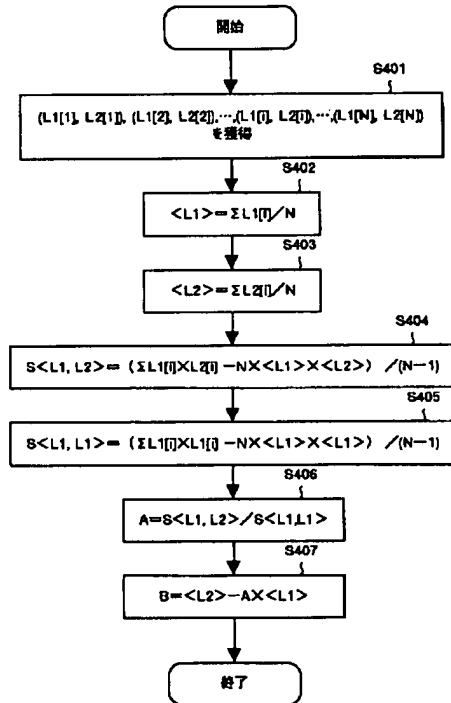 開始
S401
(L1[1], L2[1]), (L1[2], L2[2]),…,(L1[i], L2[i]),…,(L1[N], L2[N])
を獲得
S402
<L1>=ΣL1[i]/N
S403
<L2>=ΣL2[i]/N
S404
S<L1, L2>=(ΣL1[i]×L2[i]-N×<L1>×<L2>) /(N-1)
S405
S<L1, L1>=(ΣL1[i]×L1[i]-N×<L1>×<L1>) /(N-1)
S406
A=S<L1, L2>/S<L1,L1>
S407
B=<L2>-A×<L1>
終了